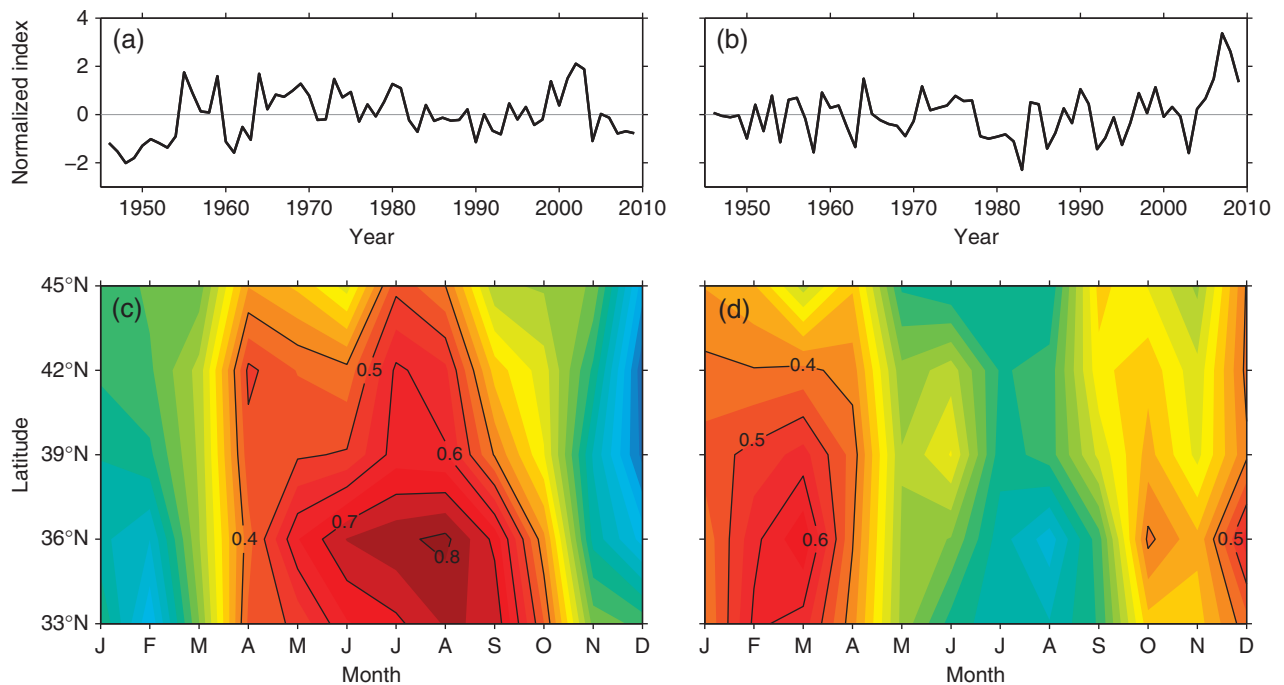 (a)
(b)
Normalized index
4
2
0
−2
1950 1960 1970 1980 1990 2000 2010
1950 1960 1970 1980 1990 2000 2010
Year
Year
(c)
(d)
Latitude
45°N
42°N
39°N
36°N
33°N
0.5
0.6
0.7
0.4
0.8
0.4
0.5
0.6
0.5
J F M A M J J A S O N D
J F M A M J J A S O N D
Month
Month